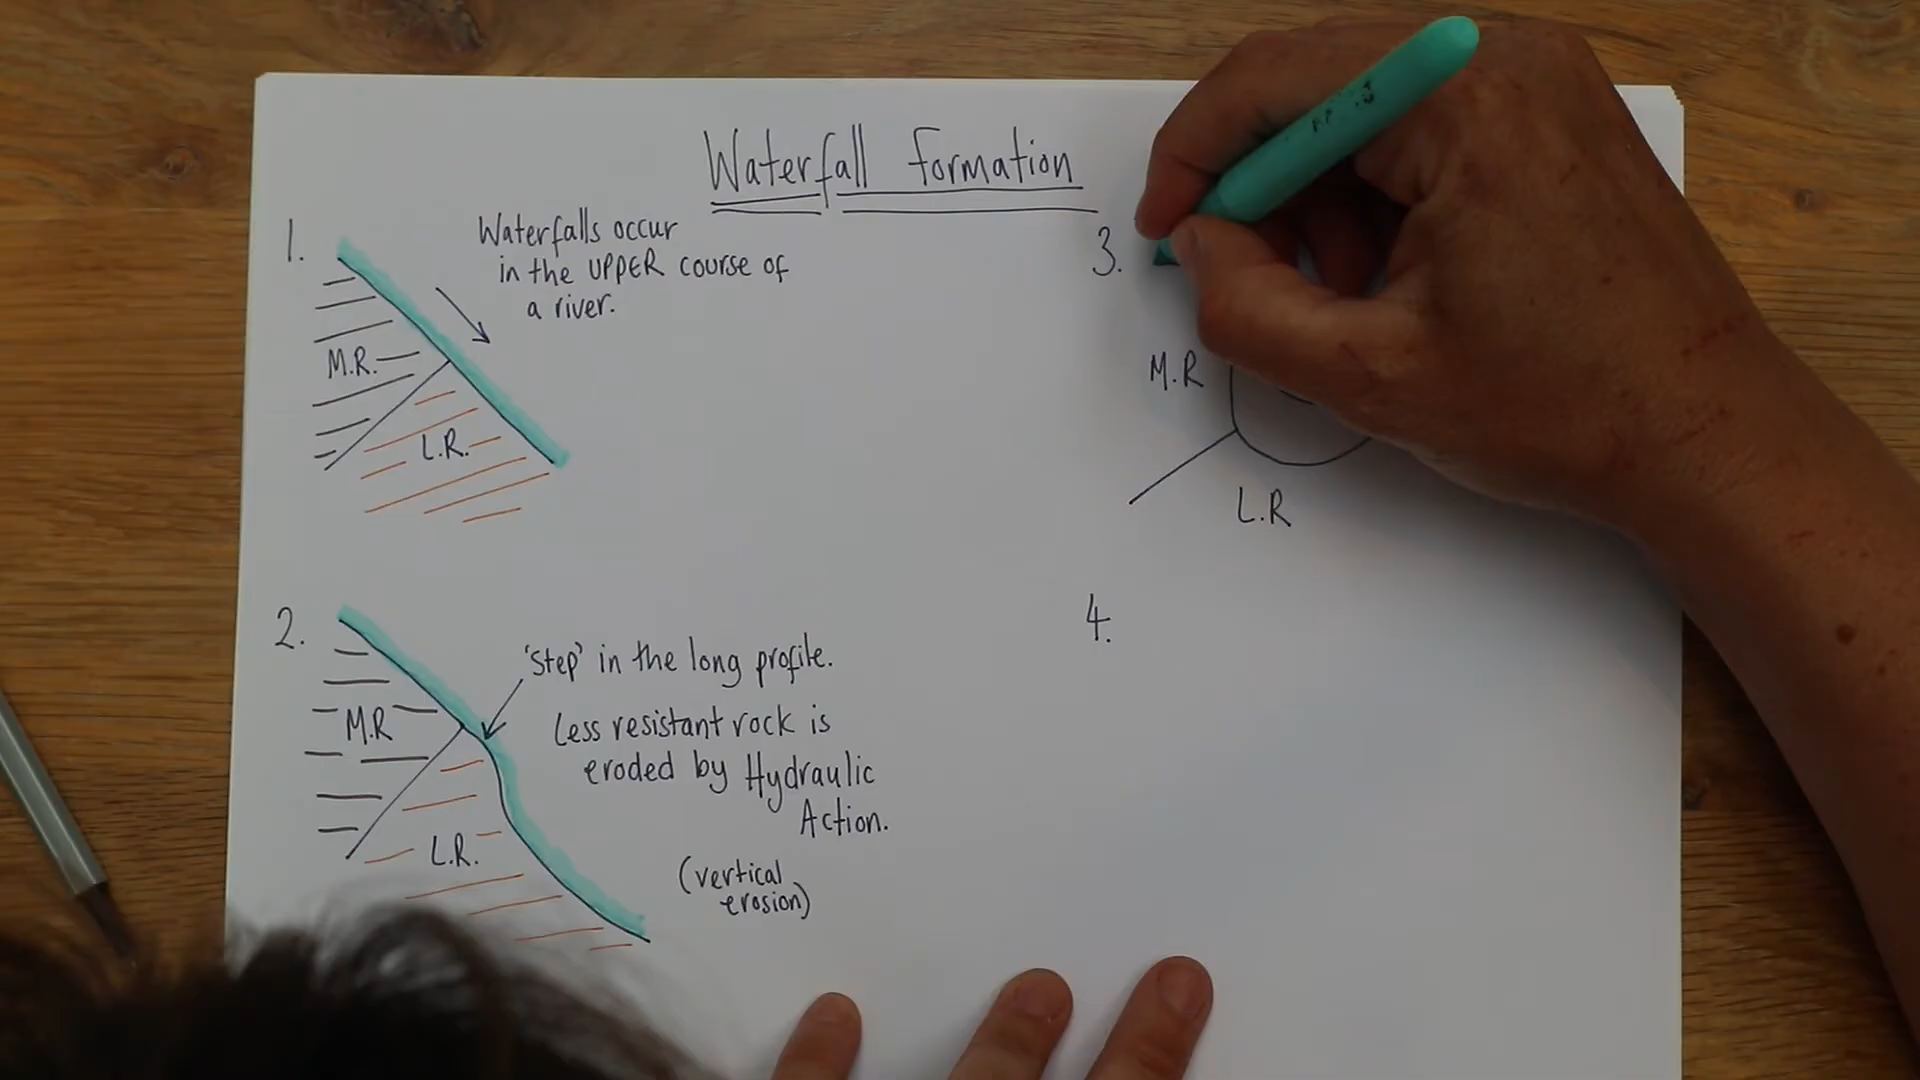 Waterfall formation
1.
Waterfalls occur
in the UPPER course of
a river.
M.R.
L.R.
2.
'Step' in the long profile.
M.R
Less resistant rock is
eroded by Hydraulic
Action.
L.R.
(vertical
erosion)
3.
M.R
L.R
4.